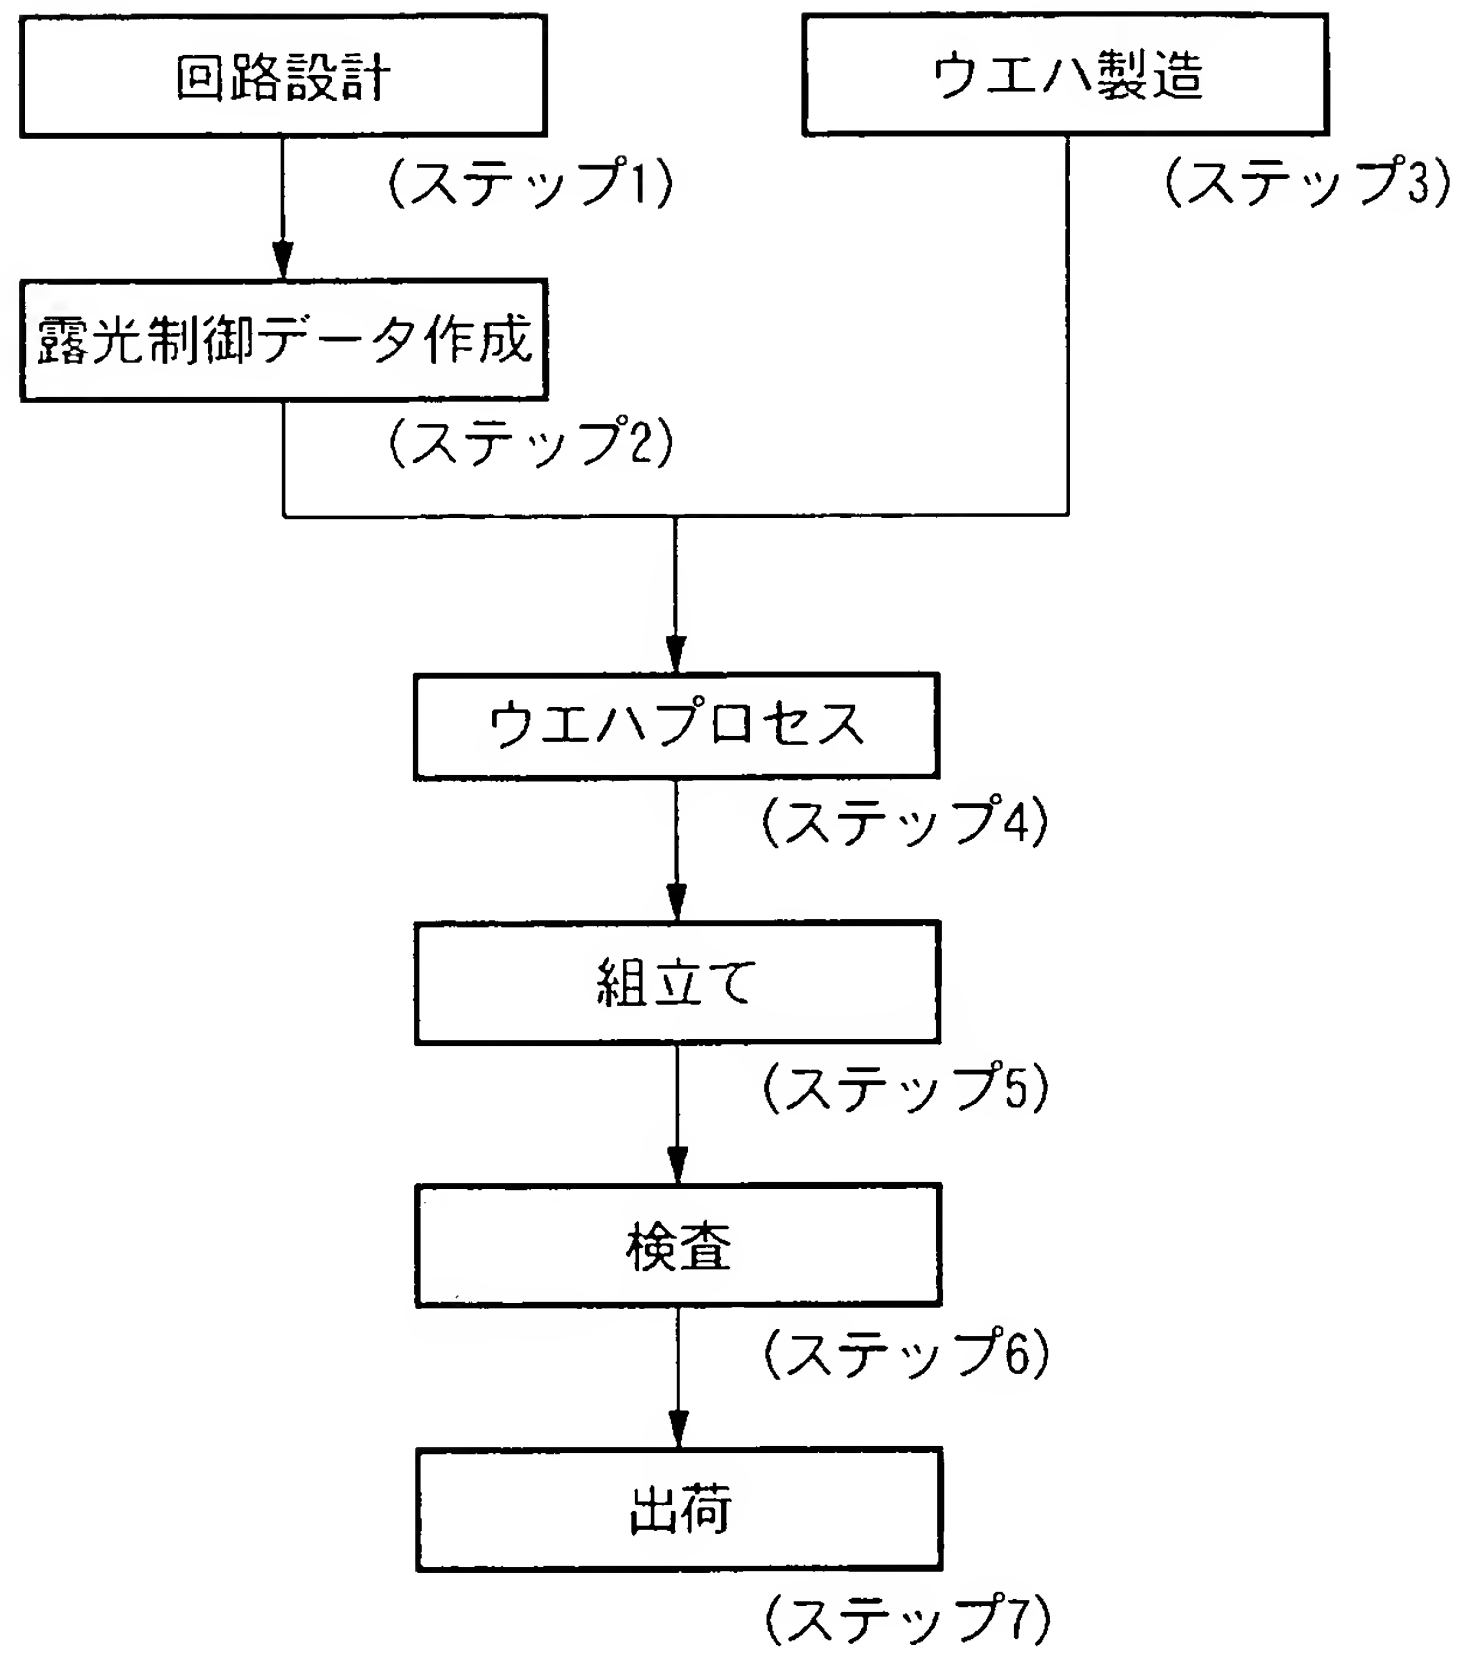 回路設計
(ステップ1)
ウエハ製造
(ステップ3)
露光制御データ作成
(ステップ2)
ウエハプロセス
(ステップ4)
組立て
(ステップ5)
検査
(ステップ6)
出荷
(ステップ7)